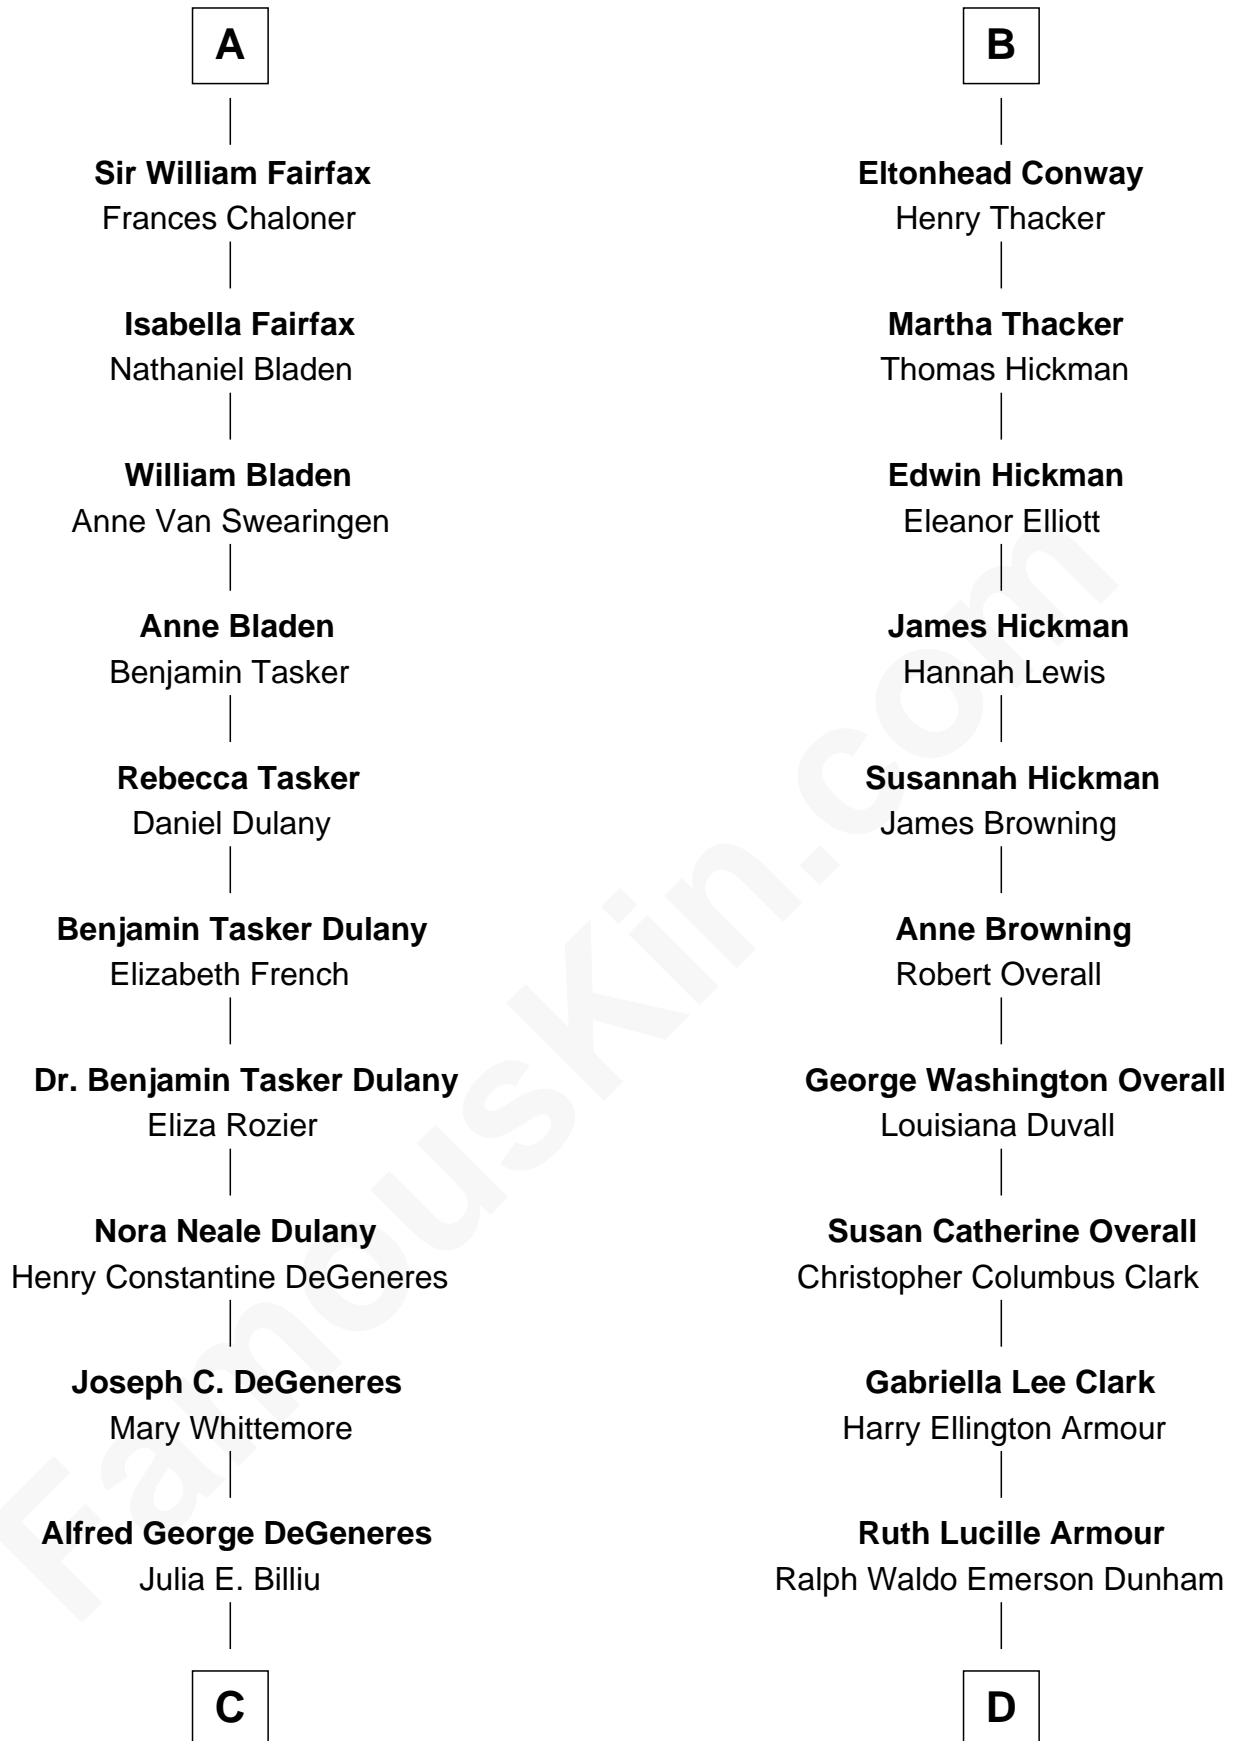 A
Sir William Fairfax
Frances Chaloner
Isabella Fairfax
Nathaniel Bladen
William Bladen
Anne Van Swearingen
Anne Bladen
Benjamin Tasker
Rebecca Tasker
Daniel Dulany
Benjamin Tasker Dulany
Elizabeth French
Dr. Benjamin Tasker Dulany
Eliza Rozier
Nora Neale Dulany
Henry Constantine DeGeneres
Joseph C. DeGeneres
Mary Whittemore
Alfred George DeGeneres
Julia E. Billiu
C
B
Eltonhead Conway
Henry Thacker
Martha Thacker
Thomas Hickman
Edwin Hickman
Eleanor Elliott
James Hickman
Hannah Lewis
Susannah Hickman
James Browning
Anne Browning
Robert Overall
George Washington Overall
Louisiana Duvall
Susan Catherine Overall
Christopher Columbus Clark
Gabriella Lee Clark
Harry Ellington Armour
Ruth Lucille Armour
Ralph Waldo Emerson Dunham
D
FamousKin.com